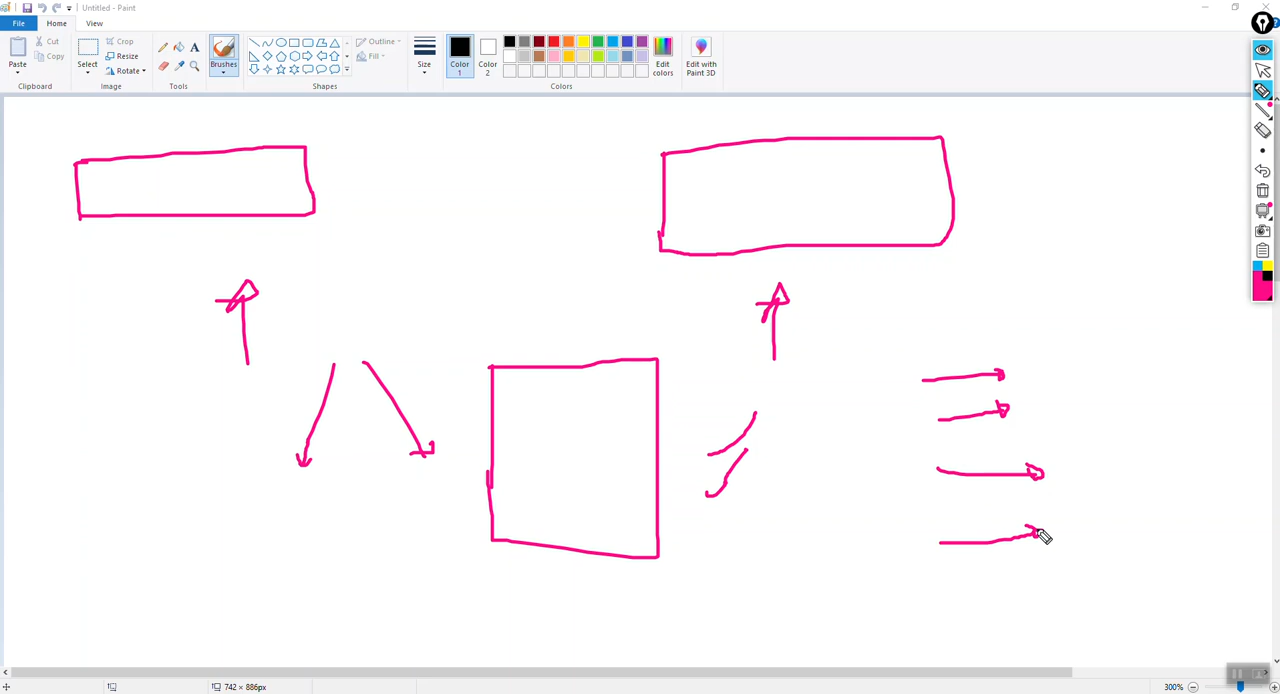 Untitled - Paint
File Home View
Paste Cut Copy Clipboard
Select Crop Resize Rotate Image
A Tools
Brushes
Outline Fill Shapes
Size
Color 1 Color 2 Edit colors Colors
Edit with Paint 3D
742 × 886px 300%